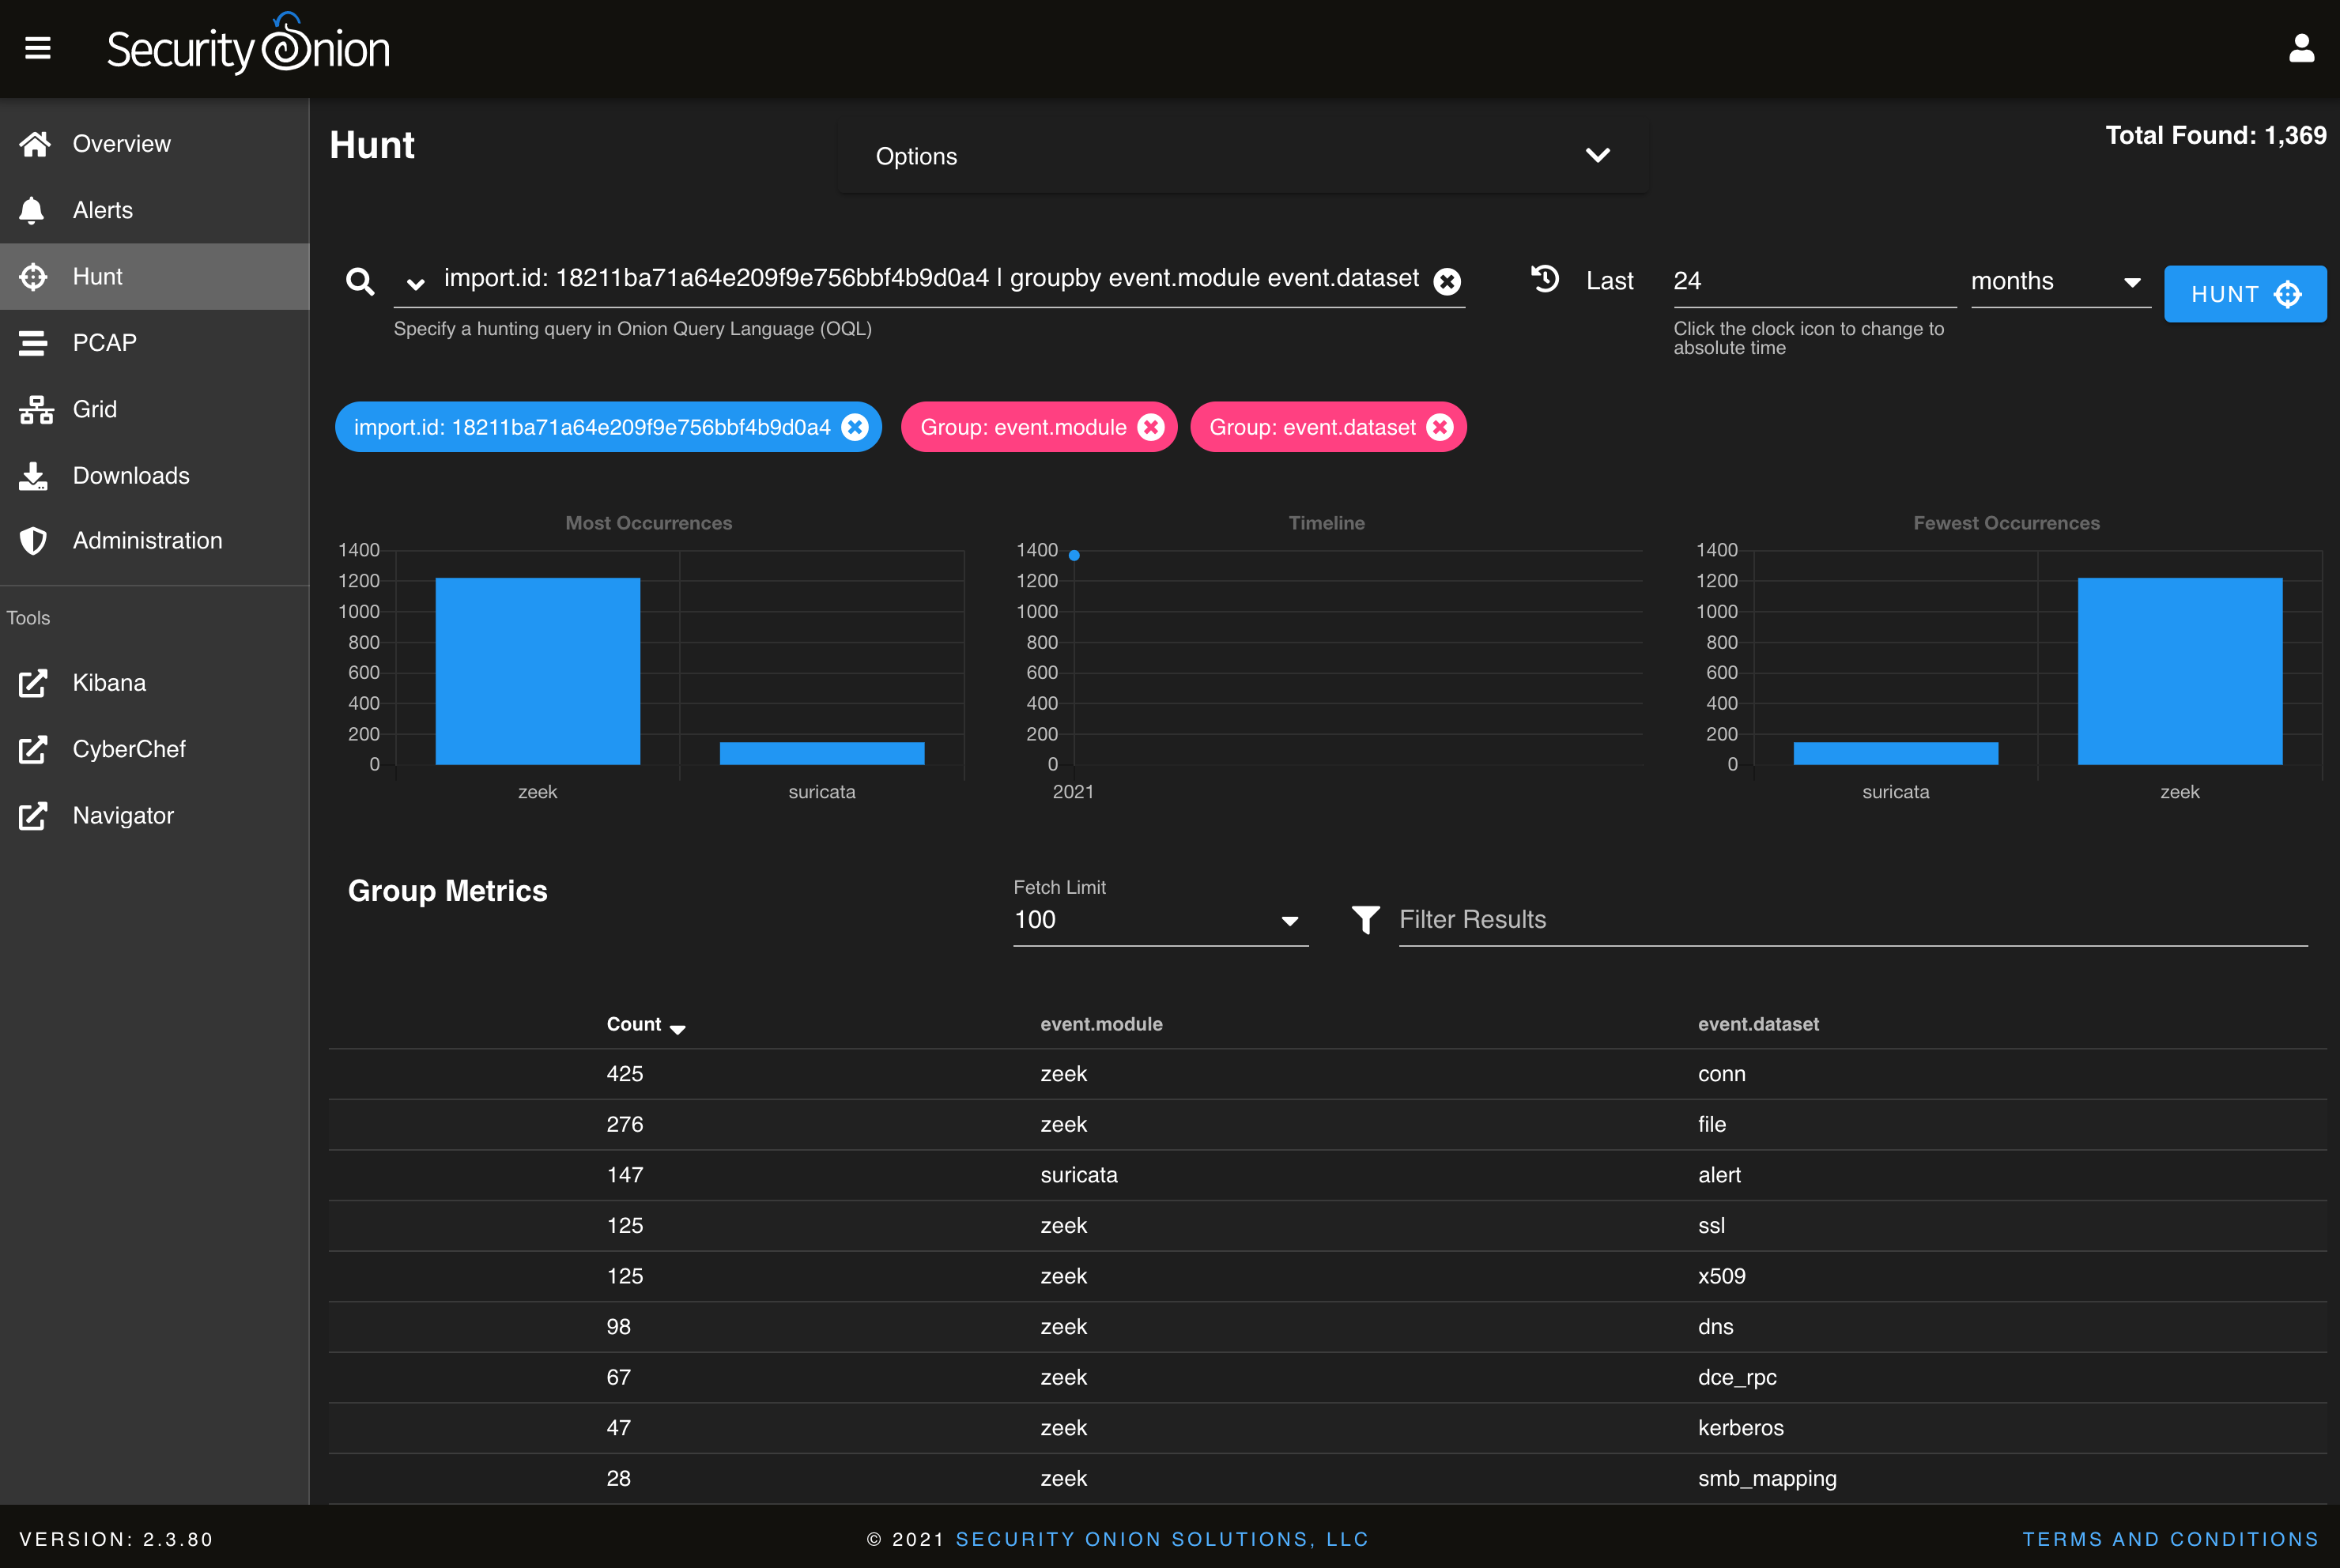 Security Onion
Overview
Alerts
Hunt
PCAP
Grid
Downloads
Administration
Tools
Kibana
CyberChef
Navigator
Hunt
Options
Total Found: 1,369
import.id: 18211ba71a64e209f9e756bbf4b9d0a4 | groupby event.module event.dataset
Specify a hunting query in Onion Query Language (OQL)
Last
24
months
HUNT
Click the clock icon to change to
absolute time
import.id: 18211ba71a64e209f9e756bbf4b9d0a4
Group: event.module
Group: event.dataset
Most Occurrences
1400
1200
1000
800
600
400
200
0
zeek
suricata
Timeline
1400
1200
1000
800
600
400
200
0
2021
Fewest Occurrences
1400
1200
1000
800
600
400
200
0
suricata
zeek
Group Metrics
Fetch Limit
100
Filter Results
Count event.module event.dataset
425 zeek conn
276 zeek file
147 suricata alert
125 zeek ssl
125 zeek x509
98 zeek dns
67 zeek dce_rpc
47 zeek kerberos
28 zeek smb_mapping
VERSION: 2.3.80
© 2021 SECURITY ONION SOLUTIONS, LLC
TERMS AND CONDITIONS